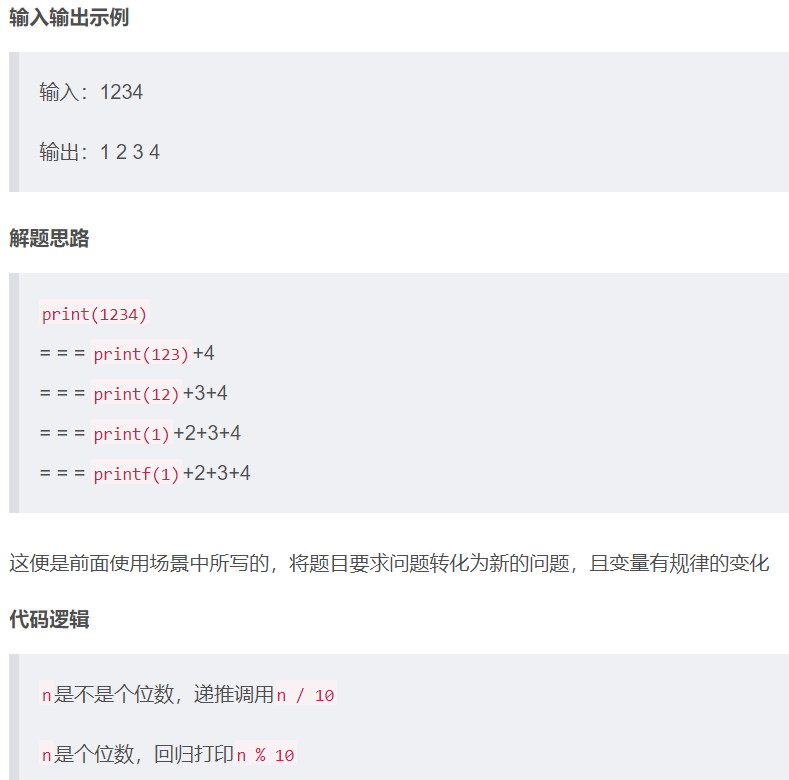 输入输出示例
输入：1234
输出：1 2 3 4
解题思路
print(1234)
= = = print(123)+4
= = = print(12)+3+4
= = = print(1)+2+3+4
= = = printf(1)+2+3+4
这便是前面使用场景中所写的，将题目要求问题转化为新的问题，且变量有规律的变化
代码逻辑
n是不是个位数，递推调用n / 10
n是个位数，回归打印n % 10